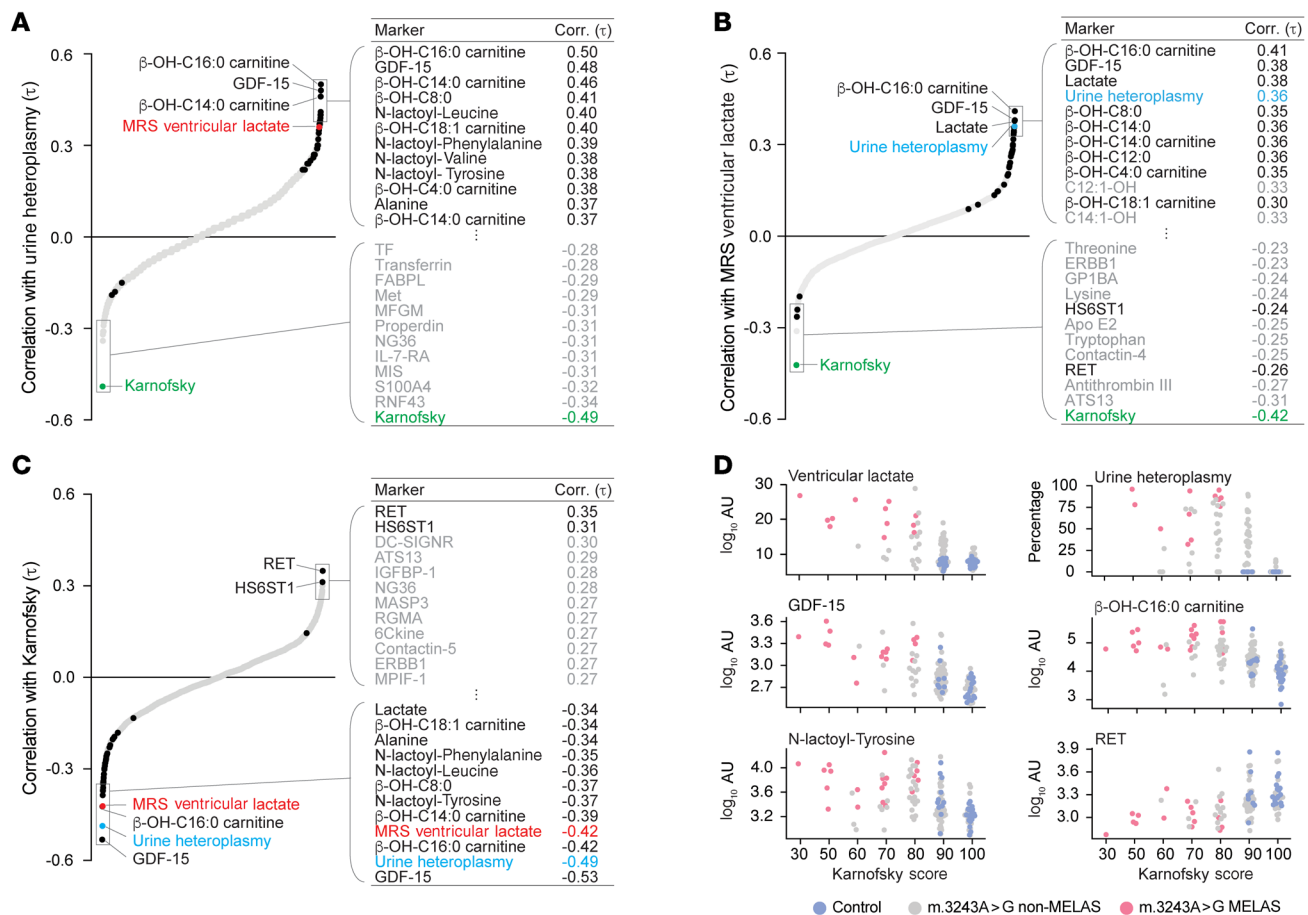 A
Correlation with urine heteroplasmy (τ)
0.6
0.3
0.0
-0.3
-0.6
β-OH-C16:0 carnitine
GDF-15
β-OH-C14:0 carnitine
MRS ventricular lactate
Karnofsky
Marker Corr. (τ)
β-OH-C16:0 carnitine 0.50
GDF-15 0.48
β-OH-C14:0 carnitine 0.46
β-OH-C8:0 0.41
N-lactoyl-Leucine 0.40
β-OH-C18:1 carnitine 0.40
N-lactoyl-Phenylalanine 0.39
N-lactoyl-Valine 0.38
N-lactoyl- Tyrosine 0.38
β-OH-C4:0 carnitine 0.38
Alanine 0.37
β-OH-C14:0 carnitine 0.37
⋮
TF -0.28
Transferrin -0.28
FABPL -0.29
Met -0.29
MFGM -0.31
Properdin -0.31
NG36 -0.31
IL-7-RA -0.31
MIS -0.31
S100A4 -0.32
RNF43 -0.34
Karnofsky -0.49
B
Correlation with MRS ventricular lactate (τ)
0.6
0.3
0.0
-0.3
-0.6
β-OH-C16:0 carnitine
GDF-15
Lactate
Urine heteroplasmy
Karnofsky
Marker Corr. (τ)
β-OH-C16:0 carnitine 0.41
GDF-15 0.38
Lactate 0.38
Urine heteroplasmy 0.36
β-OH-C8:0 0.35
β-OH-C14:0 0.36
β-OH-C14:0 carnitine 0.36
β-OH-C12:0 0.36
β-OH-C4:0 carnitine 0.35
C12:1-OH 0.33
β-OH-C18:1 carnitine 0.30
C14:1-OH 0.33
⋮
Threonine -0.23
ERBB1 -0.23
GP1BA -0.24
Lysine -0.24
HS6ST1 -0.24
Apo E2 -0.25
Tryptophan -0.25
Contactin-4 -0.25
RET -0.26
Antithrombin III -0.27
ATS13 -0.31
Karnofsky -0.42
C
Correlation with Karnofsky (τ)
0.6
0.3
0.0
-0.3
-0.6
RET
HS6ST1
MRS ventricular lactate
β-OH-C16:0 carnitine
Urine heteroplasmy
GDF-15
Marker Corr. (τ)
RET 0.35
HS6ST1 0.31
DC-SIGNR 0.30
ATS13 0.29
IGFBP-1 0.28
NG36 0.28
MASP3 0.27
RGMA 0.27
6Ckine 0.27
Contactin-5 0.27
ERBB1 0.27
MPIF-1 0.27
⋮
Lactate -0.34
β-OH-C18:1 carnitine -0.34
Alanine -0.34
N-lactoyl-Phenylalanine -0.35
N-lactoyl-Leucine -0.36
β-OH-C8:0 -0.37
N-lactoyl-Tyrosine -0.37
β-OH-C14:0 carnitine -0.39
MRS ventricular lactate -0.42
β-OH-C16:0 carnitine -0.42
Urine heteroplasmy -0.49
GDF-15 -0.53
D
Ventricular lactate
log10 AU
30
20
10
Urine heteroplasmy
Percentage
100
75
50
25
0
GDF-15
log10 AU
3.6
3.3
3.0
2.7
β-OH-C16:0 carnitine
log10 AU
5
4
3
N-lactoyl-Tyrosine
log10 AU
4.0
3.6
3.2
30 50 60 70 80 90 100
Karnofsky score
RET
log10 AU
3.9
3.6
3.3
3.0
30 50 60 70 80 90 100
Karnofsky score
Control m.3243A>G non-MELAS m.3243A>G MELAS